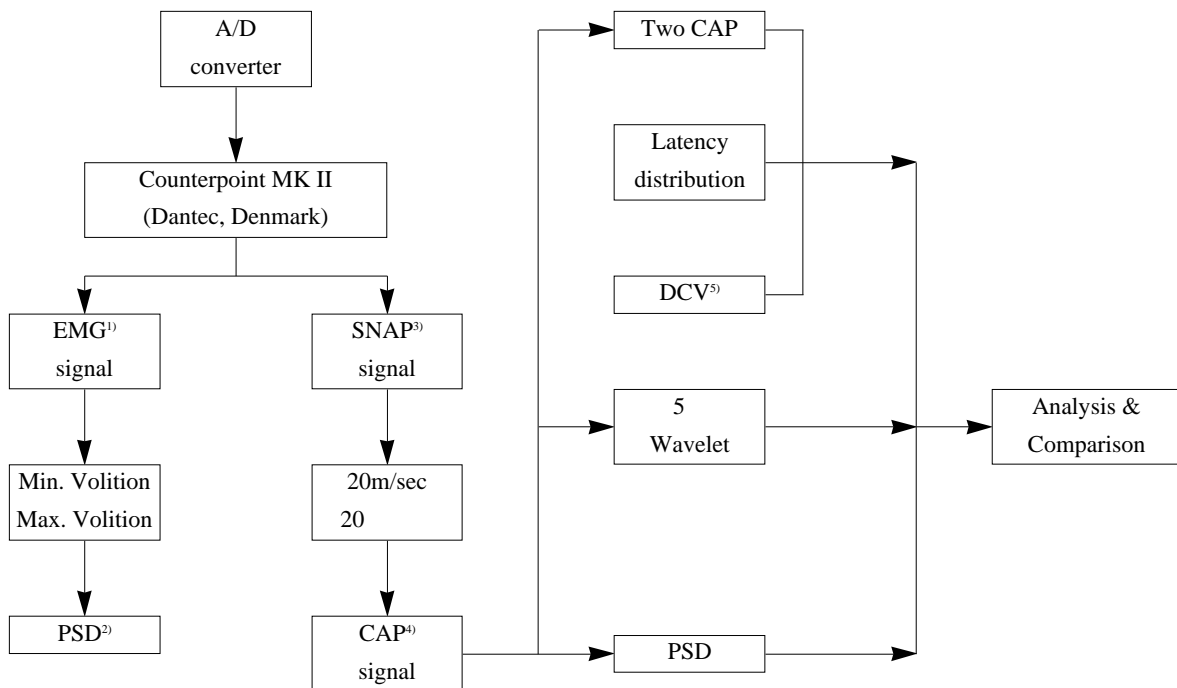 A/D
converter
Counterpoint MK II
(Dantec, Denmark)
EMG1)
signal
SNAP3)
signal
Min. Volition
Max. Volition
20m/sec
20
PSD2)
CAP4)
signal
Two CAP
Latency
distribution
DCV5)
5
Wavelet
PSD
Analysis &
Comparison